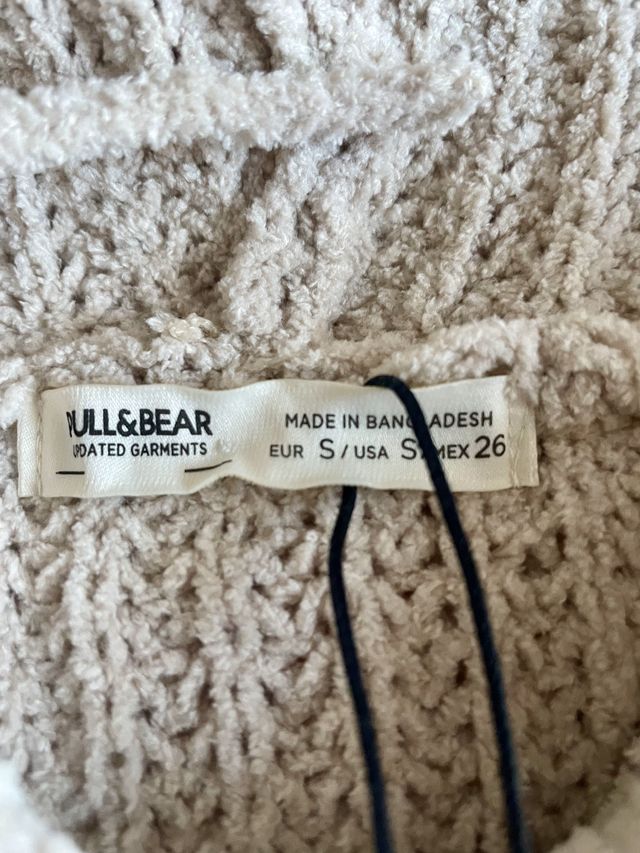 PULL&BEAR
UPDATED GARMENTS
MADE IN BANGLADESH
EUR S / USA S / MEX 26